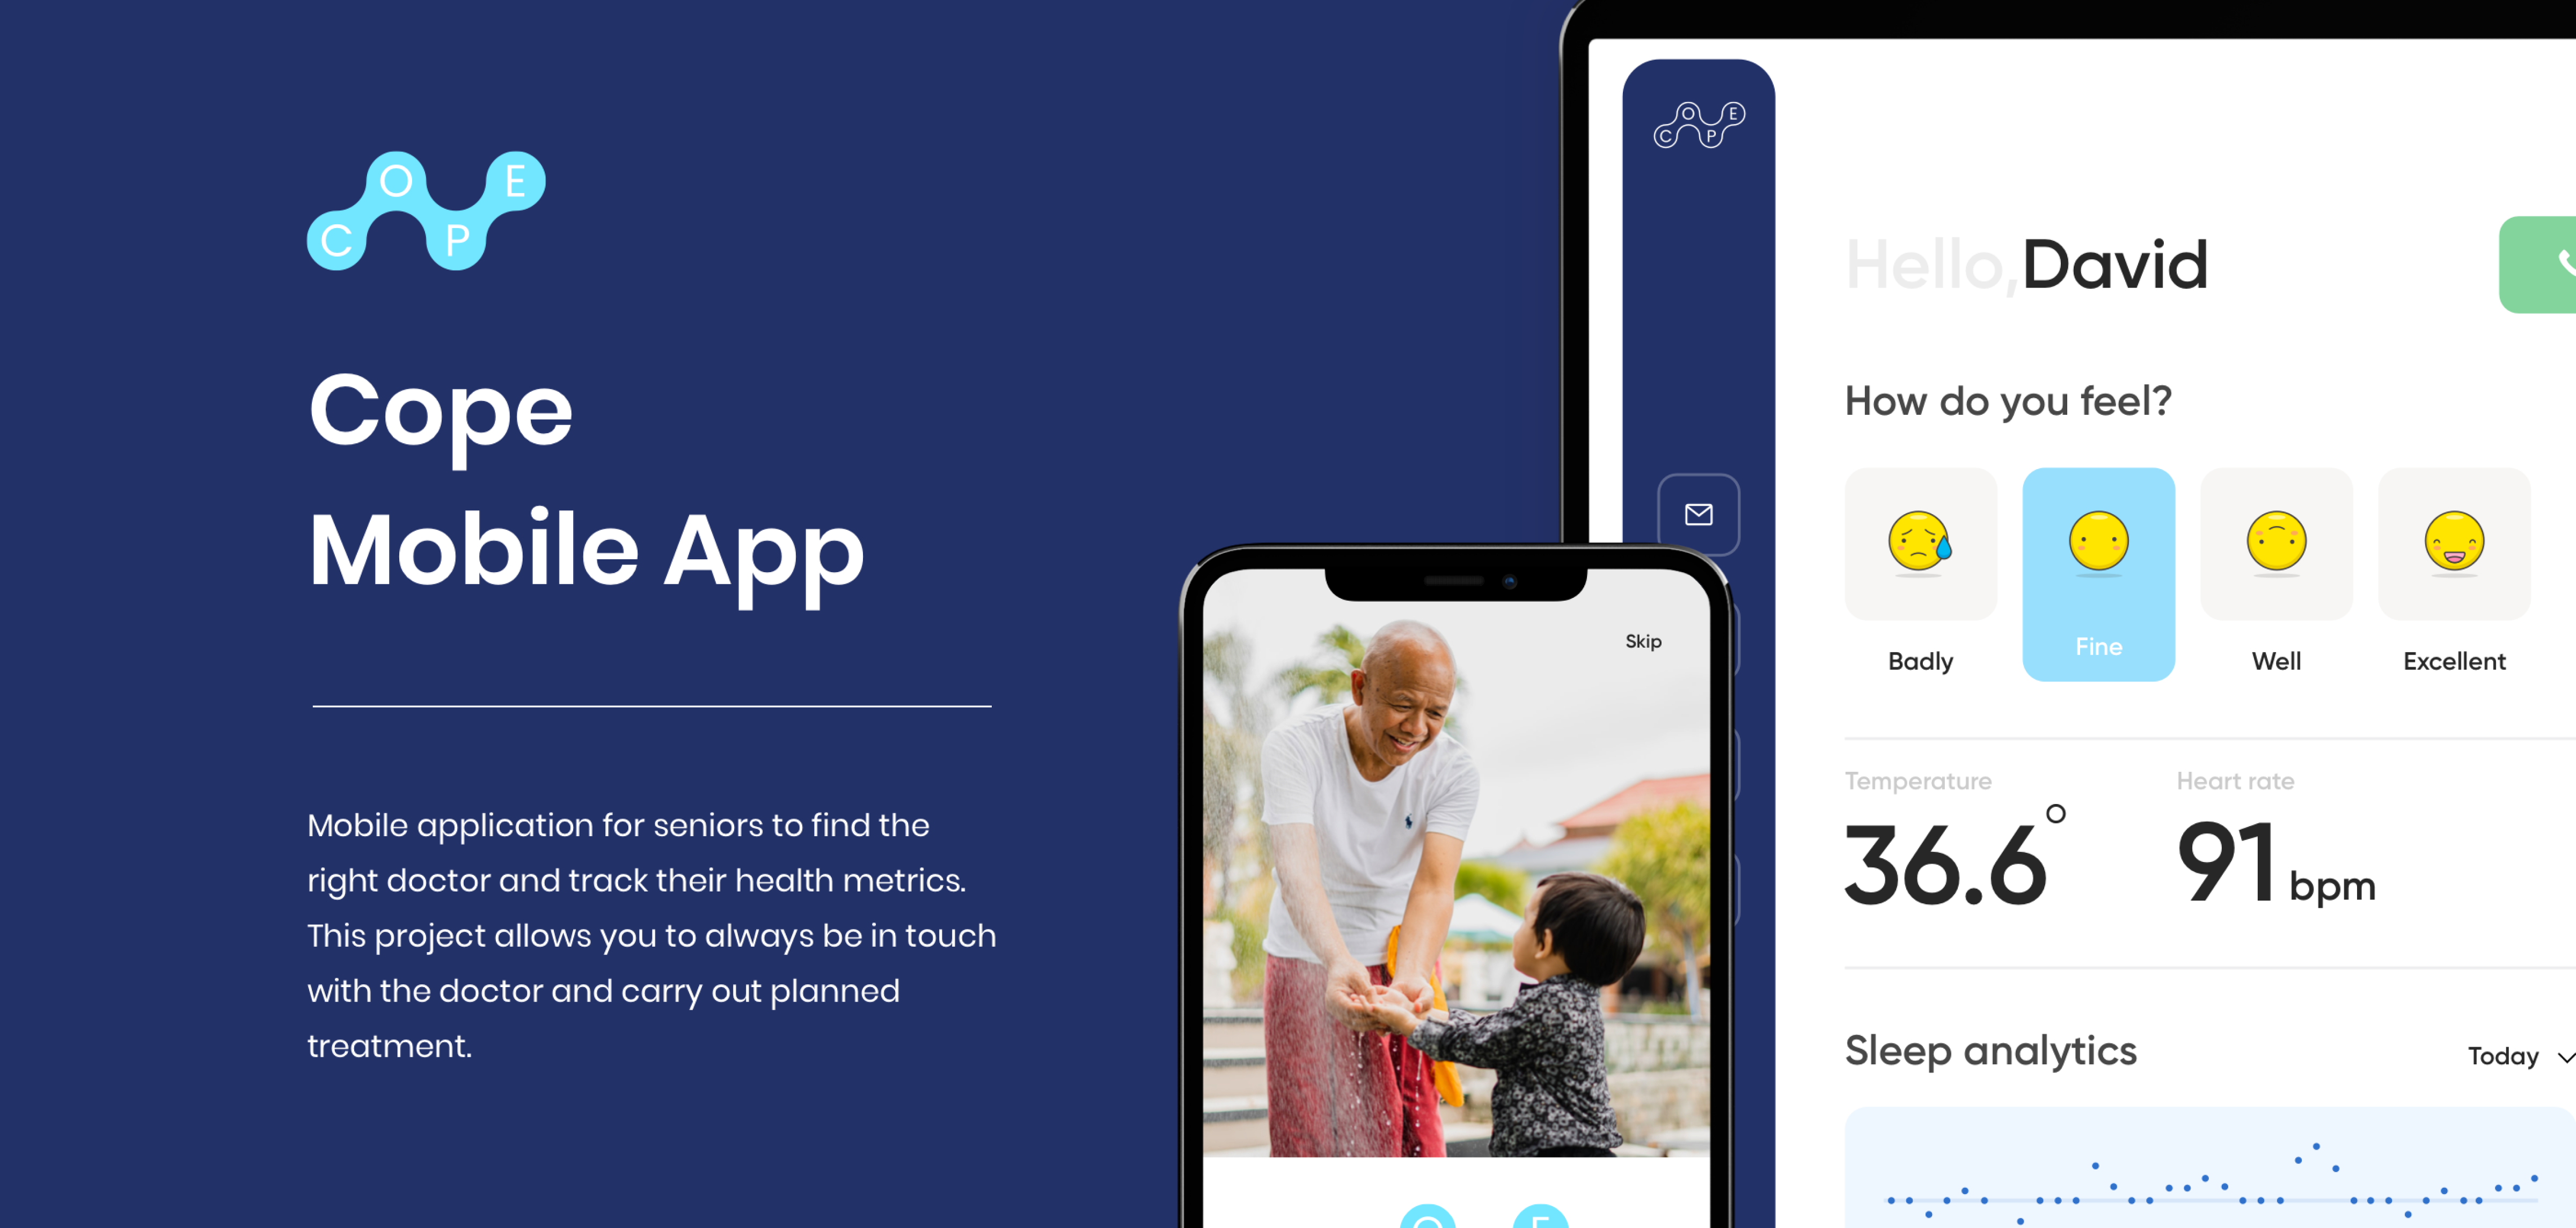 COPE
Cope
Mobile App
Mobile application for seniors to find the
right doctor and track their health metrics.
This project allows you to always be in touch
with the doctor and carry out planned
treatment.
Skip
O E
COPE
Hello, David
How do you feel?
Badly
Fine
Well
Excellent
Temperature
36.6°
Heart rate
91 bpm
Sleep analytics
Today